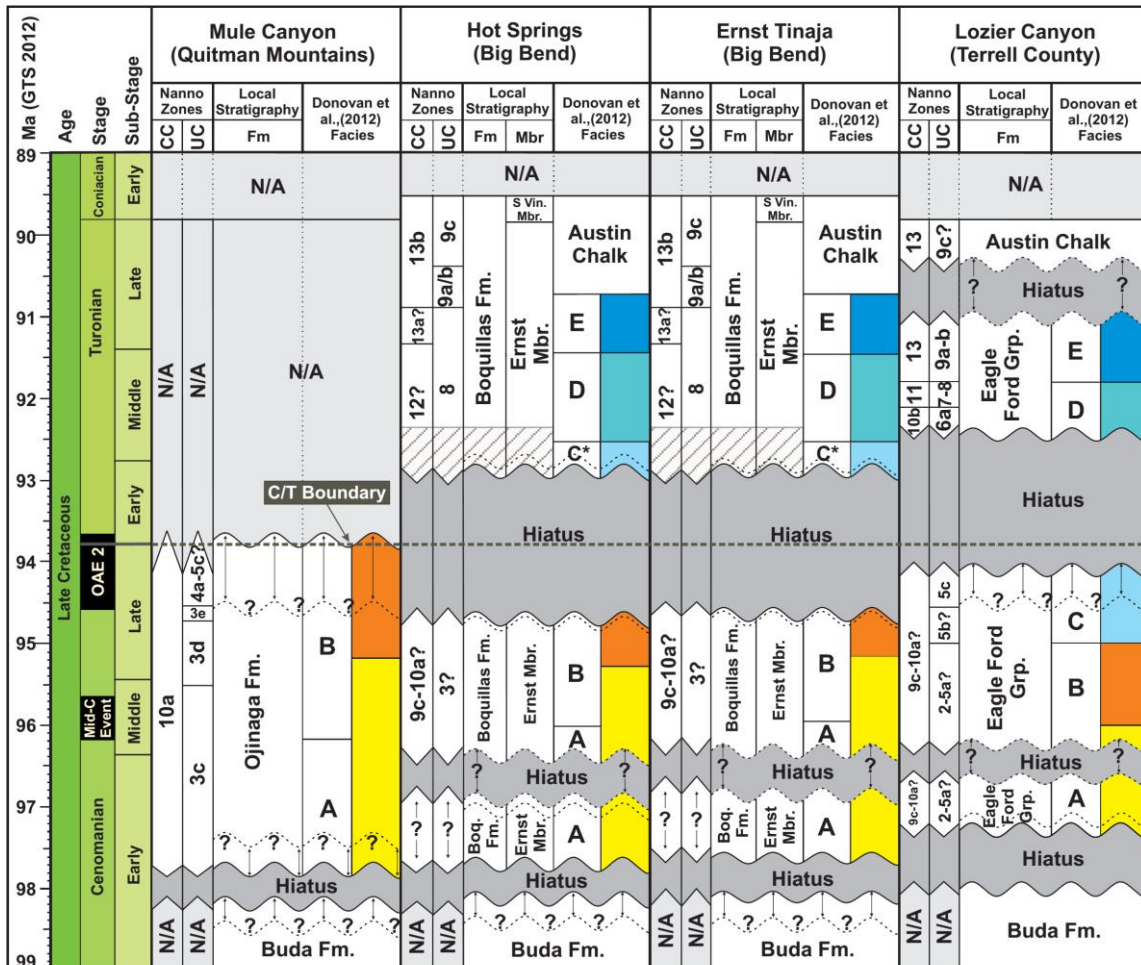 Ma (GTS 2012)
Age
Stage
Sub-Stage
Mule Canyon
(Quitman Mountains)
Nanno
Zones
CC
UC
Local
Stratigraphy
Fm
Donovan et
al.,(2012)
Facies
Hot Springs
(Big Bend)
Nanno
Zones
CC
UC
Local
Stratigraphy
Fm
Mbr
Donovan et
al.,(2012)
Facies
Ernst Tinaja
(Big Bend)
Nanno
Zones
CC
UC
Local
Stratigraphy
Fm
Mbr
Donovan et
al.,(2012)
Facies
Lozier Canyon
(Terrell County)
Nanno
Zones
CC
UC
Local
Stratigraphy
Fm
Donovan et
al.,(2012)
Facies
89
90
91
92
93
94
95
96
97
98
99
Late Cretaceous
Coniacian
Turonian
Cenomanian
OAE 2
Mid-C
Event
Early
Late
Middle
Early
Late
Middle
Early
N/A
N/A
N/A
N/A
C/T Boundary
10a
4a-5c?
3e
3d
3c
Ojinaga Fm.
? ? ? ?
B
A
? ? ? ?
Hiatus
N/A
N/A
? ? ? ?
Buda Fm.
N/A
13b
9c
9a/b
13a?
12?
8
Boquillas Fm.
S Vin.
Mbr.
Ernst
Mbr.
Austin
Chalk
E
D
C*
Hiatus
9c-10a?
3?
Boquillas Fm.
Ernst Mbr.
B
A
? ?
Hiatus
? ?
Boq.
Fm.
Ernst
Mbr.
A
Hiatus
N/A
N/A
? ? ? ?
Buda Fm.
N/A
13b
9c
9a/b
13a?
12?
8
Boquillas Fm.
S Vin.
Mbr.
Ernst
Mbr.
Austin
Chalk
E
D
C*
Hiatus
9c-10a?
3?
Boquillas Fm.
Ernst Mbr.
B
A
? ?
Hiatus
? ?
Boq.
Fm.
Ernst
Mbr.
A
Hiatus
N/A
N/A
? ? ? ?
Buda Fm.
N/A
13
9c?
Austin Chalk
? ?
Hiatus
13
9a-b
11
7-8
10b
6a
Eagle
Ford Grp.
E
D
Hiatus
9c-10a?
5c
5b?
2-5a?
? ? ? ?
Eagle Ford
Grp.
C
B
? ?
Hiatus
9c-10a?
2-5a?
Eagle
Ford
Grp.
A
Hiatus
N/A
N/A
Buda Fm.